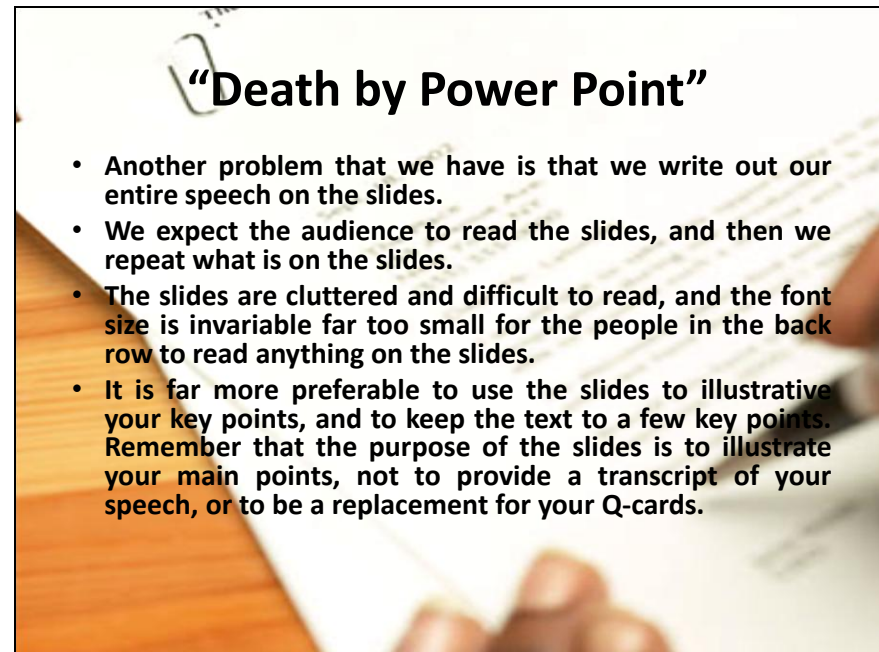 “Death by Power Point”
• Another problem that we have is that we write out our
entire speech on the slides.
• We expect the audience to read the slides, and then we
repeat what is on the slides.
• The slides are cluttered and difficult to read, and the font
size is invariable far too small for the people in the back
row to read anything on the slides.
• It is far more preferable to use the slides to illustrative
your key points, and to keep the text to a few key points.
Remember that the purpose of the slides is to illustrate
your main points, not to provide a transcript of your
speech, or to be a replacement for your Q-cards.